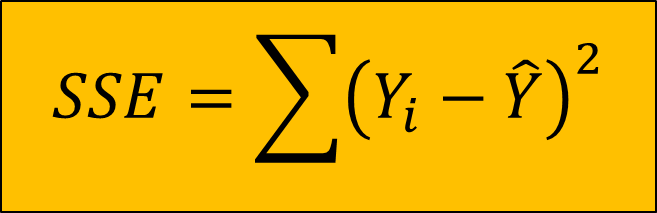 SSE = ∑(Yᵢ − Ŷ)²